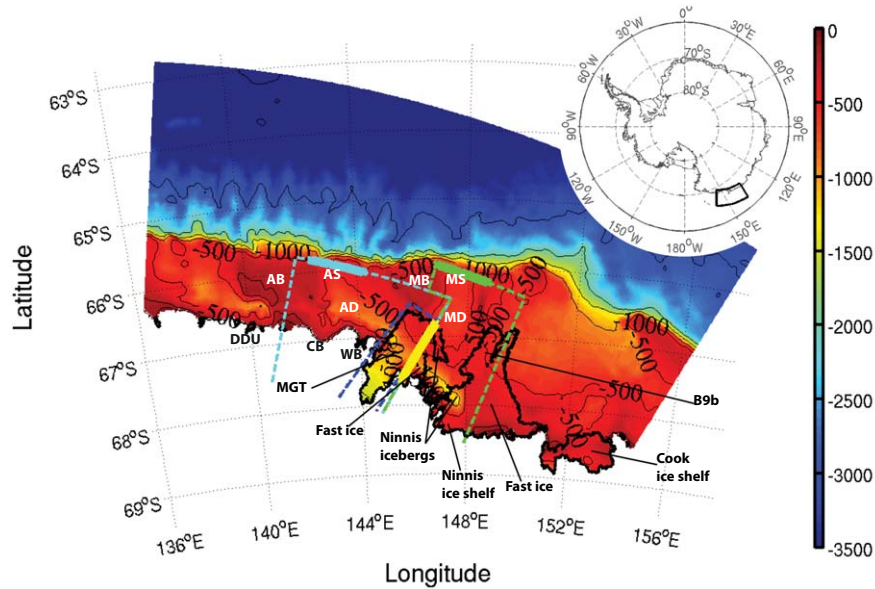 0°
30°W
30°E
70°S
60°W
60°E
80°S
90°W
90°E
120°W
120°E
150°W
150°E
180°W
0
-500
-1000
-1500
-2000
-2500
-3000
-3500
63°S
64°S
65°S
66°S
67°S
68°S
69°S
Latitude
-500
1000
-500
1000
-500
AB
AS
MB
MS
AD
-500
MD
500
-1000
-500
-500
DDU
CB
WB
-500
-500
MGT
B9b
Fast ice
Ninnis
icebergs
Ninnis
ice shelf
Fast ice
Cook
ice shelf
136°E
140°E
144°E
148°E
152°E
156°E
Longitude